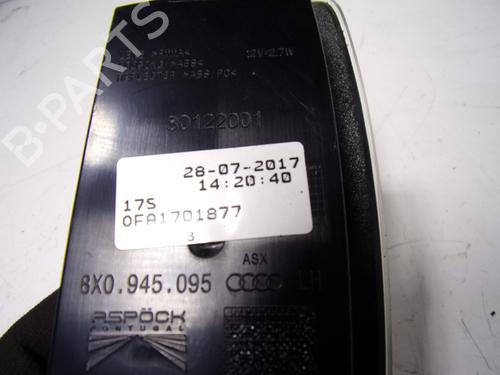 12V=2.7W
30122001
28-07-2017
14:20:40
17S
0FA1701877
8
ASX
8X0.945.095
LH
ASPÖCK
PORTUGAL
B-PARTS